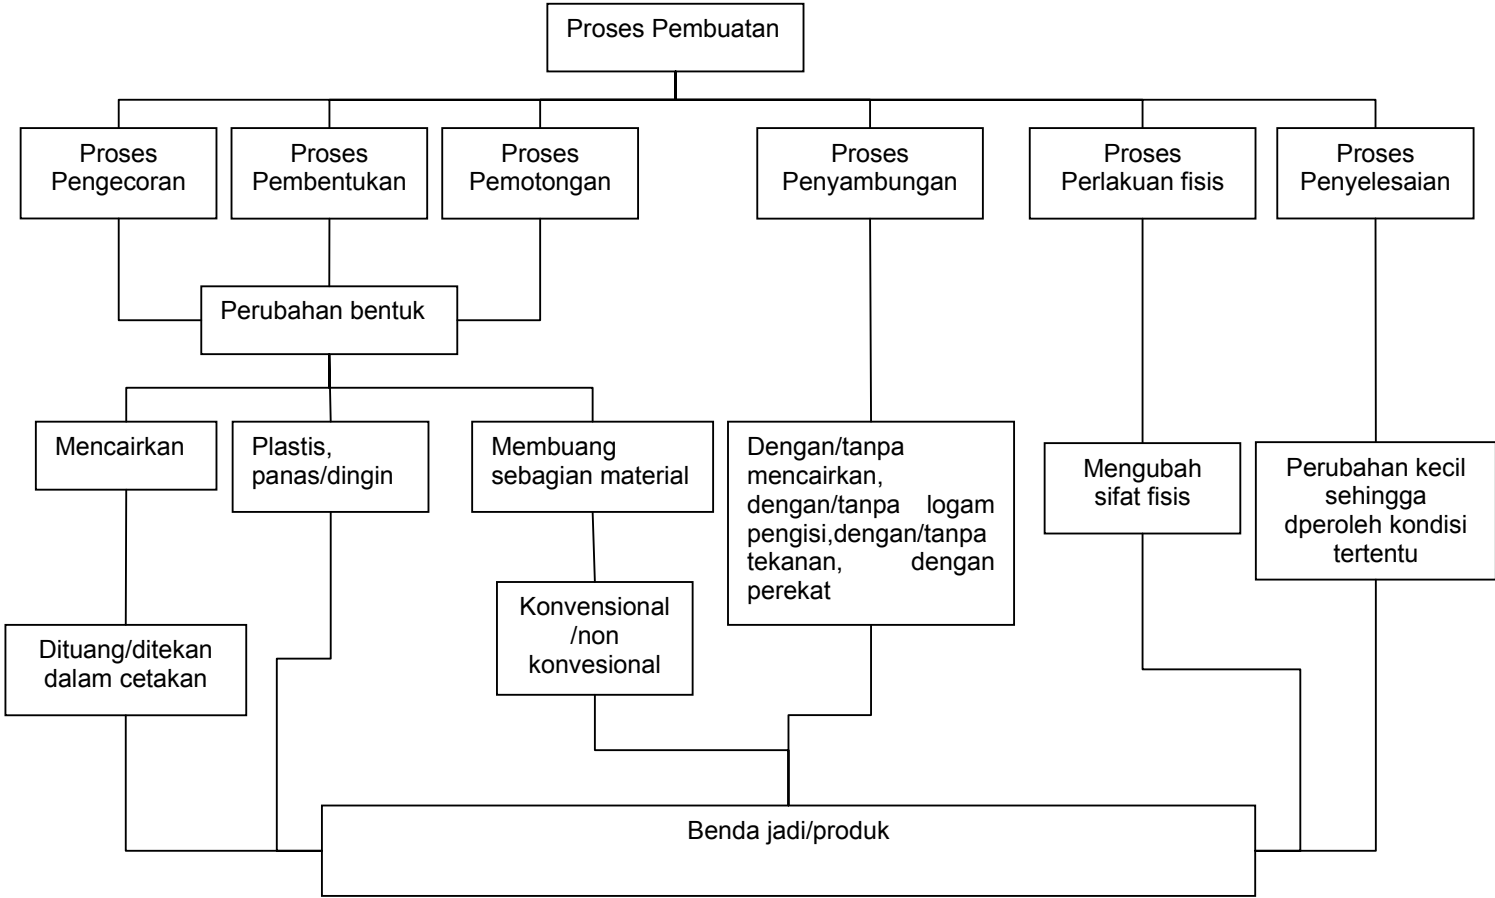 Proses Pembuatan
Proses
Pengecoran
Proses
Pembentukan
Proses
Pemotongan
Proses
Penyambungan
Proses
Perlakuan fisis
Proses
Penyelesaian
Perubahan bentuk
Mencairkan
Plastis,
panas/dingin
Membuang
sebagian material
Dengan/tanpa
mencairkan,
dengan/tanpa logam
pengisi,dengan/tanpa
tekanan, dengan
perekat
Mengubah
sifat fisis
Perubahan kecil
sehingga
dperoleh kondisi
tertentu
Konvensional
/non
konvesional
Dituang/ditekan
dalam cetakan
Benda jadi/produk